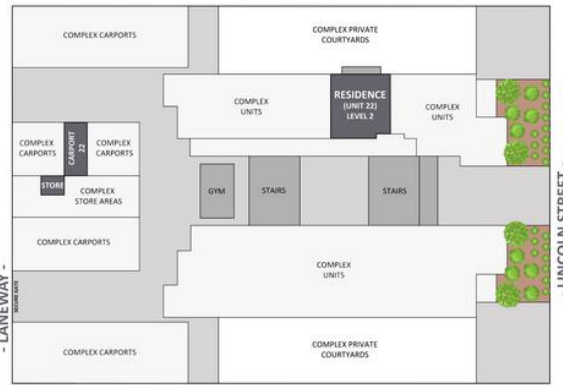 COMPLEX CARPORTS
COMPLEX PRIVATE
COURTYARDS
RESIDENCE
(UNIT 22)
LEVEL 2
COMPLEX
UNITS
COMPLEX
UNITS
COMPLEX
CARPORTS
CARPORT
22
COMPLEX
CARPORTS
STORE
COMPLEX
STORE AREAS
GYM
STAIRS
STAIRS
COMPLEX CARPORTS
COMPLEX
UNITS
- LANEWAY -
SECURE GATE
- LINCOLN STREET -
COMPLEX CARPORTS
COMPLEX PRIVATE
COURTYARDS